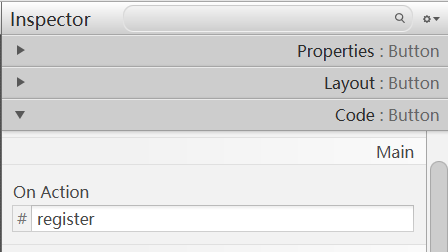 Inspector
Properties : Button
Layout : Button
Code : Button
Main
On Action
# register